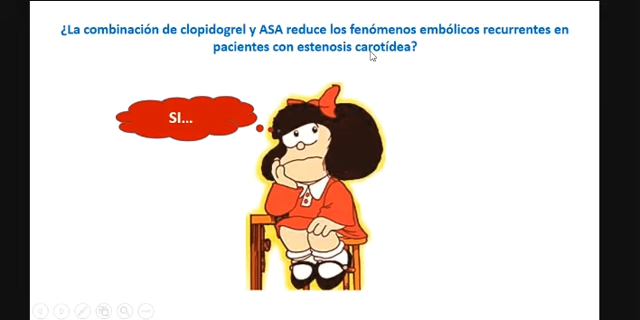 ¿La combinación de clopidogrel y ASA reduce los fenómenos embólicos recurrentes en
pacientes con estenosis carotídea?
SI...